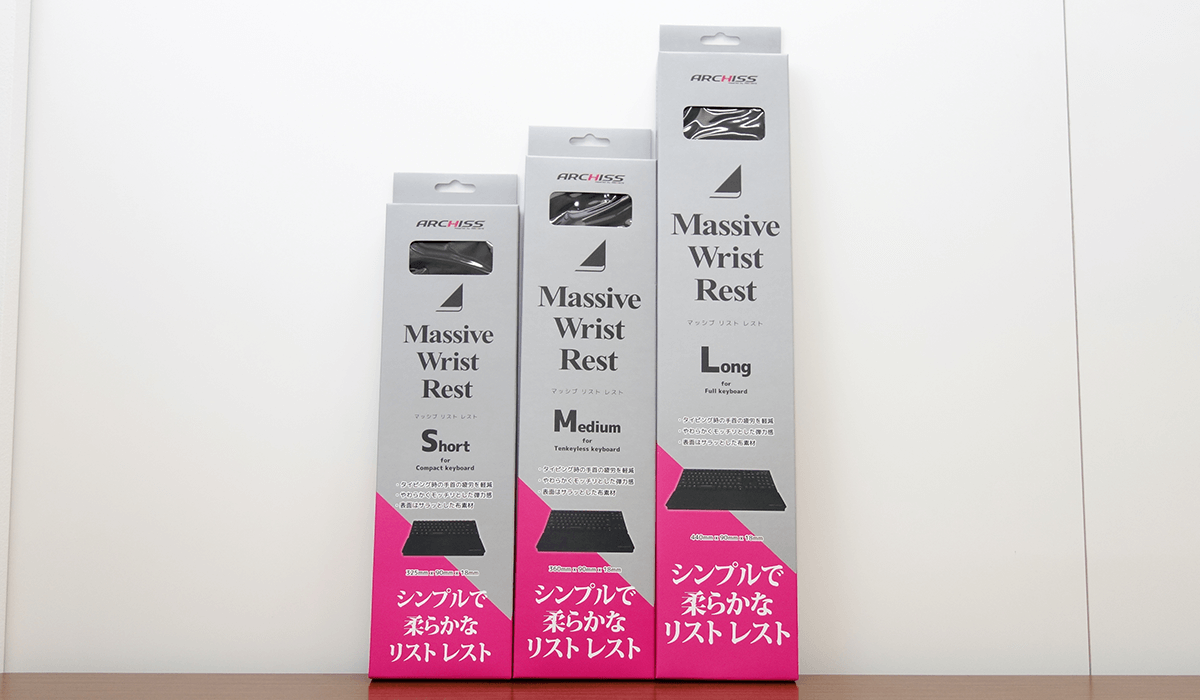 ARCHISS
Massive
Wrist
Rest
マッシブ リスト レスト
Short
for
Compact keyboard
・タイピング時の手首の疲労を軽減
・やわらかくモッチリとした弾力感
・表面はサラッとした布素材
325mm x 90mm x 18mm
シンプルで
柔らかな
リスト レスト
ARCHISS
Massive
Wrist
Rest
マッシブ リスト レスト
Medium
for
Tenkeyless keyboard
・タイピング時の手首の疲労を軽減
・やわらかくモッチリとした弾力感
・表面はサラッとした布素材
360mm x 90mm x 18mm
シンプルで
柔らかな
リスト レスト
ARCHISS
Massive
Wrist
Rest
マッシブ リスト レスト
Long
for
Full keyboard
・タイピング時の手首の疲労を軽減
・やわらかくモッチリとした弾力感
・表面はサラッとした布素材
440mm x 90mm x 18mm
シンプルで
柔らかな
リスト レスト